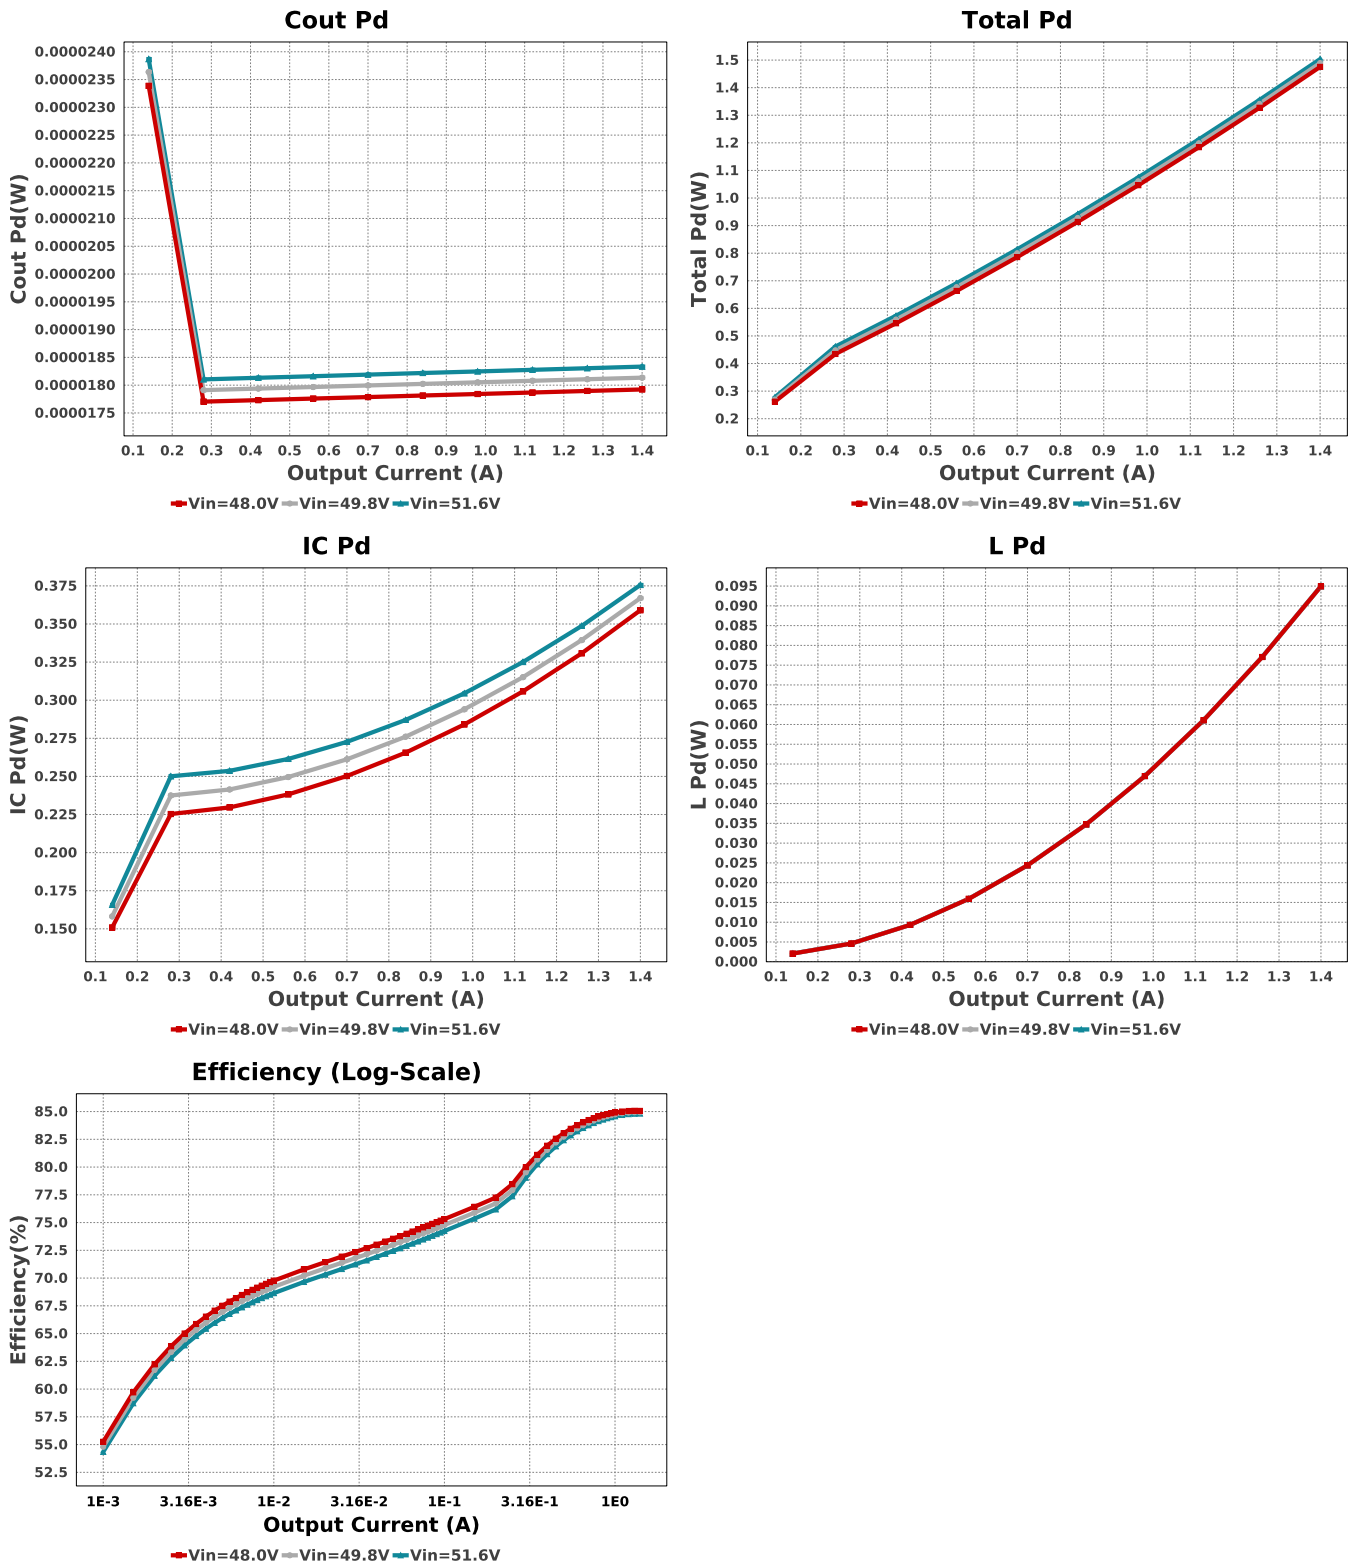 Cout Pd
0.0000240
0.0000235
0.0000230
0.0000225
0.0000220
0.0000215
0.0000210
0.0000205
0.0000200
0.0000195
0.0000190
0.0000185
0.0000180
0.0000175
Cout Pd(W)
0.1 0.2 0.3 0.4 0.5 0.6 0.7 0.8 0.9 1.0 1.1 1.2 1.3 1.4
Output Current (A)
Vin=48.0V Vin=49.8V Vin=51.6V
Total Pd
1.5
1.4
1.3
1.2
1.1
1.0
0.9
0.8
0.7
0.6
0.5
0.4
0.3
0.2
Total Pd(W)
0.1 0.2 0.3 0.4 0.5 0.6 0.7 0.8 0.9 1.0 1.1 1.2 1.3 1.4
Output Current (A)
Vin=48.0V Vin=49.8V Vin=51.6V
IC Pd
0.375
0.350
0.325
0.300
0.275
0.250
0.225
0.200
0.175
0.150
IC Pd(W)
0.1 0.2 0.3 0.4 0.5 0.6 0.7 0.8 0.9 1.0 1.1 1.2 1.3 1.4
Output Current (A)
Vin=48.0V Vin=49.8V Vin=51.6V
L Pd
0.095
0.090
0.085
0.080
0.075
0.070
0.065
0.060
0.055
0.050
0.045
0.040
0.035
0.030
0.025
0.020
0.015
0.010
0.005
0.000
L Pd(W)
0.1 0.2 0.3 0.4 0.5 0.6 0.7 0.8 0.9 1.0 1.1 1.2 1.3 1.4
Output Current (A)
Vin=48.0V Vin=49.8V Vin=51.6V
Efficiency (Log-Scale)
85.0
82.5
80.0
77.5
75.0
72.5
70.0
67.5
65.0
62.5
60.0
57.5
55.0
52.5
Efficiency(%)
1E-3 3.16E-3 1E-2 3.16E-2 1E-1 3.16E-1 1E0
Output Current (A)
Vin=48.0V Vin=49.8V Vin=51.6V